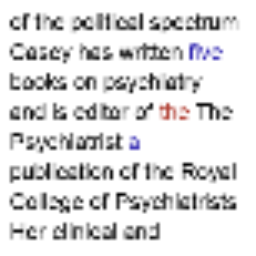 of the political spectrum
Casey has written five
books on psychiatry
and is editor of the The
Psychiatrist a
publication of the Royal
College of Psychiatrists
Her clinical and